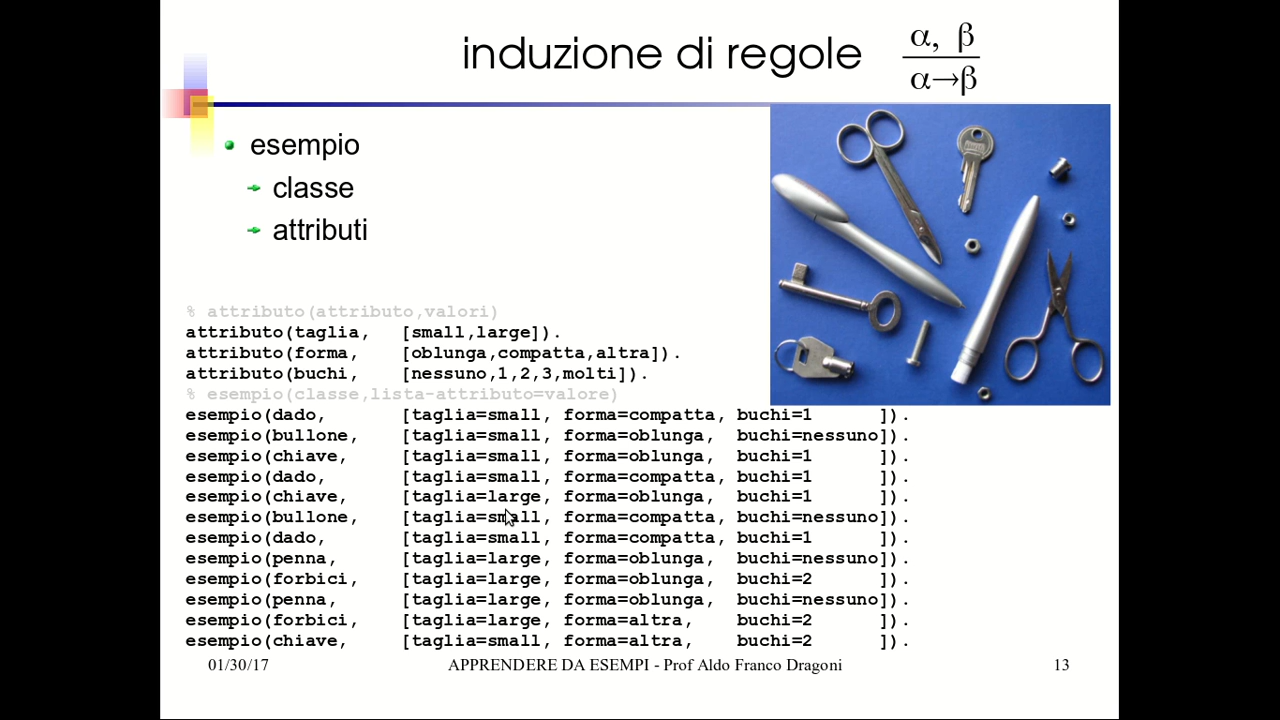 induzione di regole
α, β
α→β
esempio
classe
attributi
% attributo(attributo,valori)
attributo(taglia, [small,large]).
attributo(forma, [oblunga,compatta,altra]).
attributo(buchi, [nessuno,1,2,3,molti]).
% esempio(classe,lista-attributo=valore)
esempio(dado, [taglia=small, forma=compatta, buchi=1 ]).
esempio(bullone, [taglia=small, forma=oblunga, buchi=nessuno]).
esempio(chiave, [taglia=small, forma=oblunga, buchi=1 ]).
esempio(dado, [taglia=small, forma=compatta, buchi=1 ]).
esempio(chiave, [taglia=large, forma=oblunga, buchi=1 ]).
esempio(bullone, [taglia=small, forma=compatta, buchi=nessuno]).
esempio(dado, [taglia=small, forma=compatta, buchi=1 ]).
esempio(penna, [taglia=large, forma=oblunga, buchi=nessuno]).
esempio(forbici, [taglia=large, forma=oblunga, buchi=2 ]).
esempio(penna, [taglia=large, forma=oblunga, buchi=nessuno]).
esempio(forbici, [taglia=large, forma=altra, buchi=2 ]).
esempio(chiave, [taglia=small, forma=altra, buchi=2 ]).
01/30/17 APPRENDERE DA ESEMPI - Prof Aldo Franco Dragoni 13